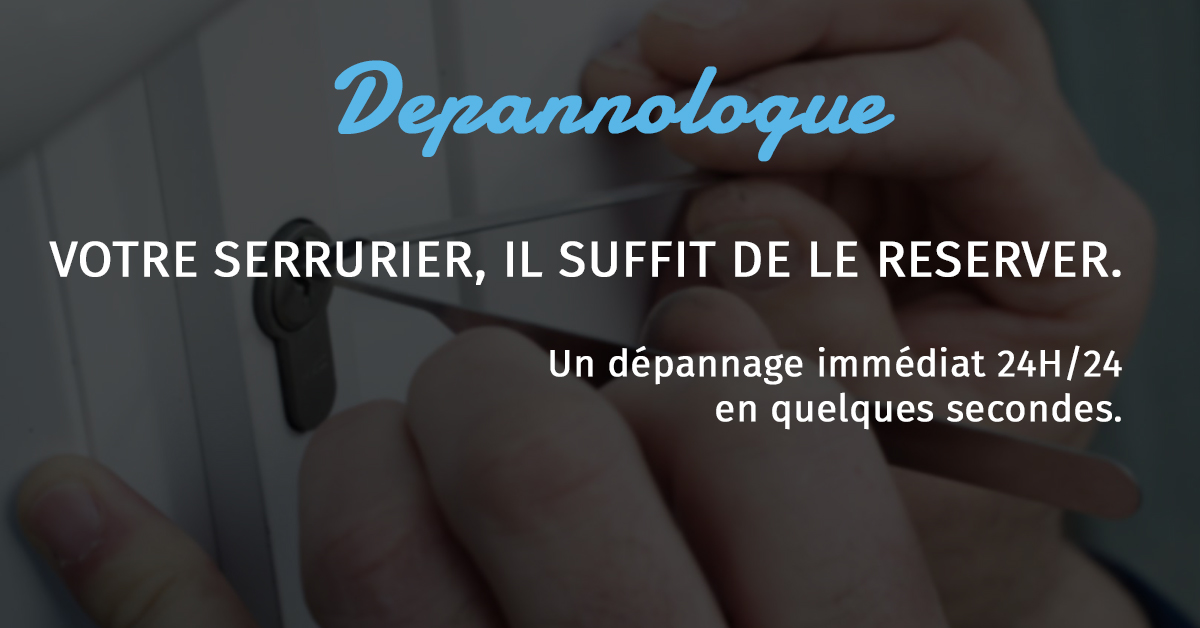 Depannologue
VOTRE SERRURIER, IL SUFFIT DE LE RESERVER.
Un dépannage immédiat 24H/24
en quelques secondes.